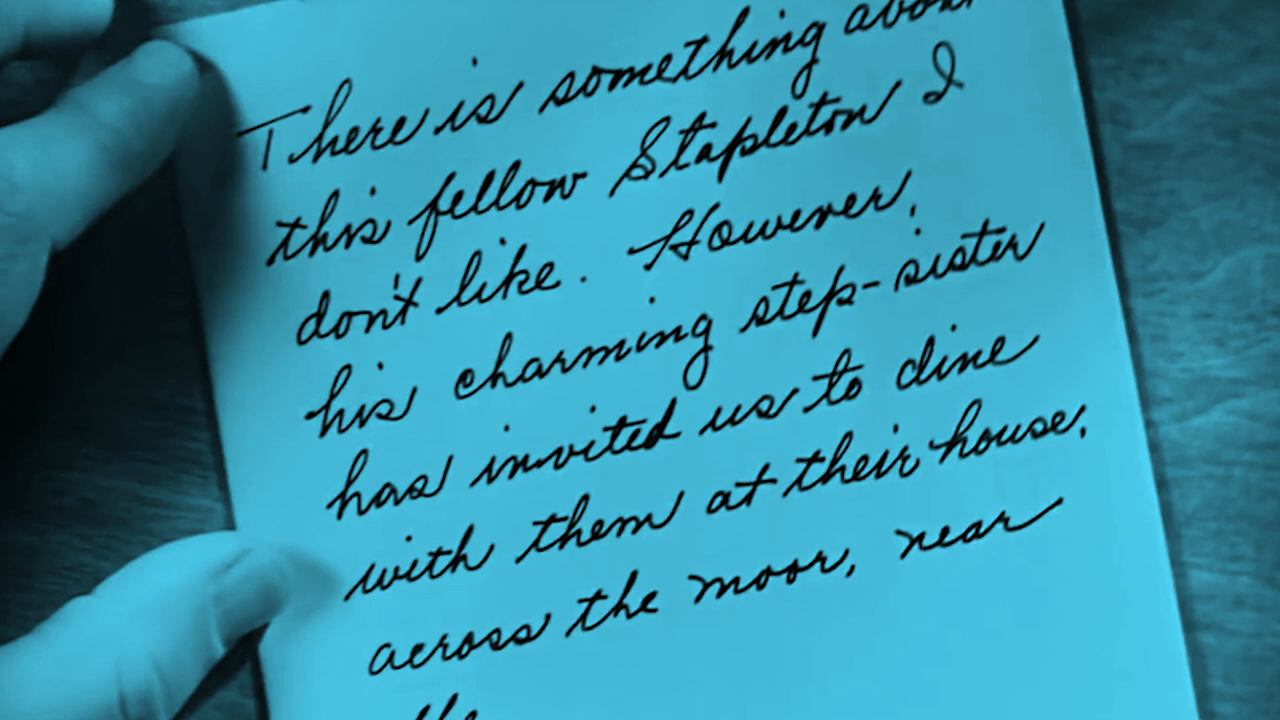 There is something about
this fellow Stapleton I
don't like. However,
his charming step-sister
has invited us to dine
with them at their house,
across the moor, near
the